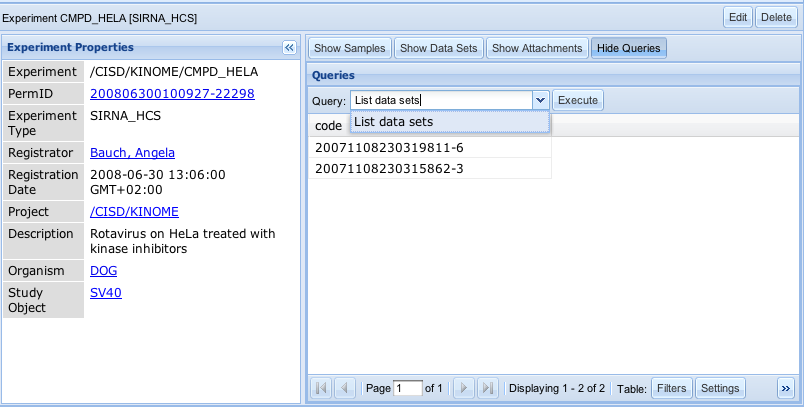 Experiment CMPD_HELA [SIRNA_HCS]
Edit
Delete
Experiment Properties
Experiment /CISD/KINOME/CMPD_HELA
PermID 200806300100927-22298
Experiment Type SIRNA_HCS
Registrator Bauch, Angela
Registration Date 2008-06-30 13:06:00
GMT+02:00
Project /CISD/KINOME
Description Rotavirus on HeLa treated with
kinase inhibitors
Organism DOG
Study Object SV40
Show Samples
Show Data Sets
Show Attachments
Hide Queries
Queries
Query: List data sets
Execute
List data sets
code
20071108230319811-6
20071108230315862-3
Page 1 of 1
Displaying 1 - 2 of 2
Table:
Filters
Settings